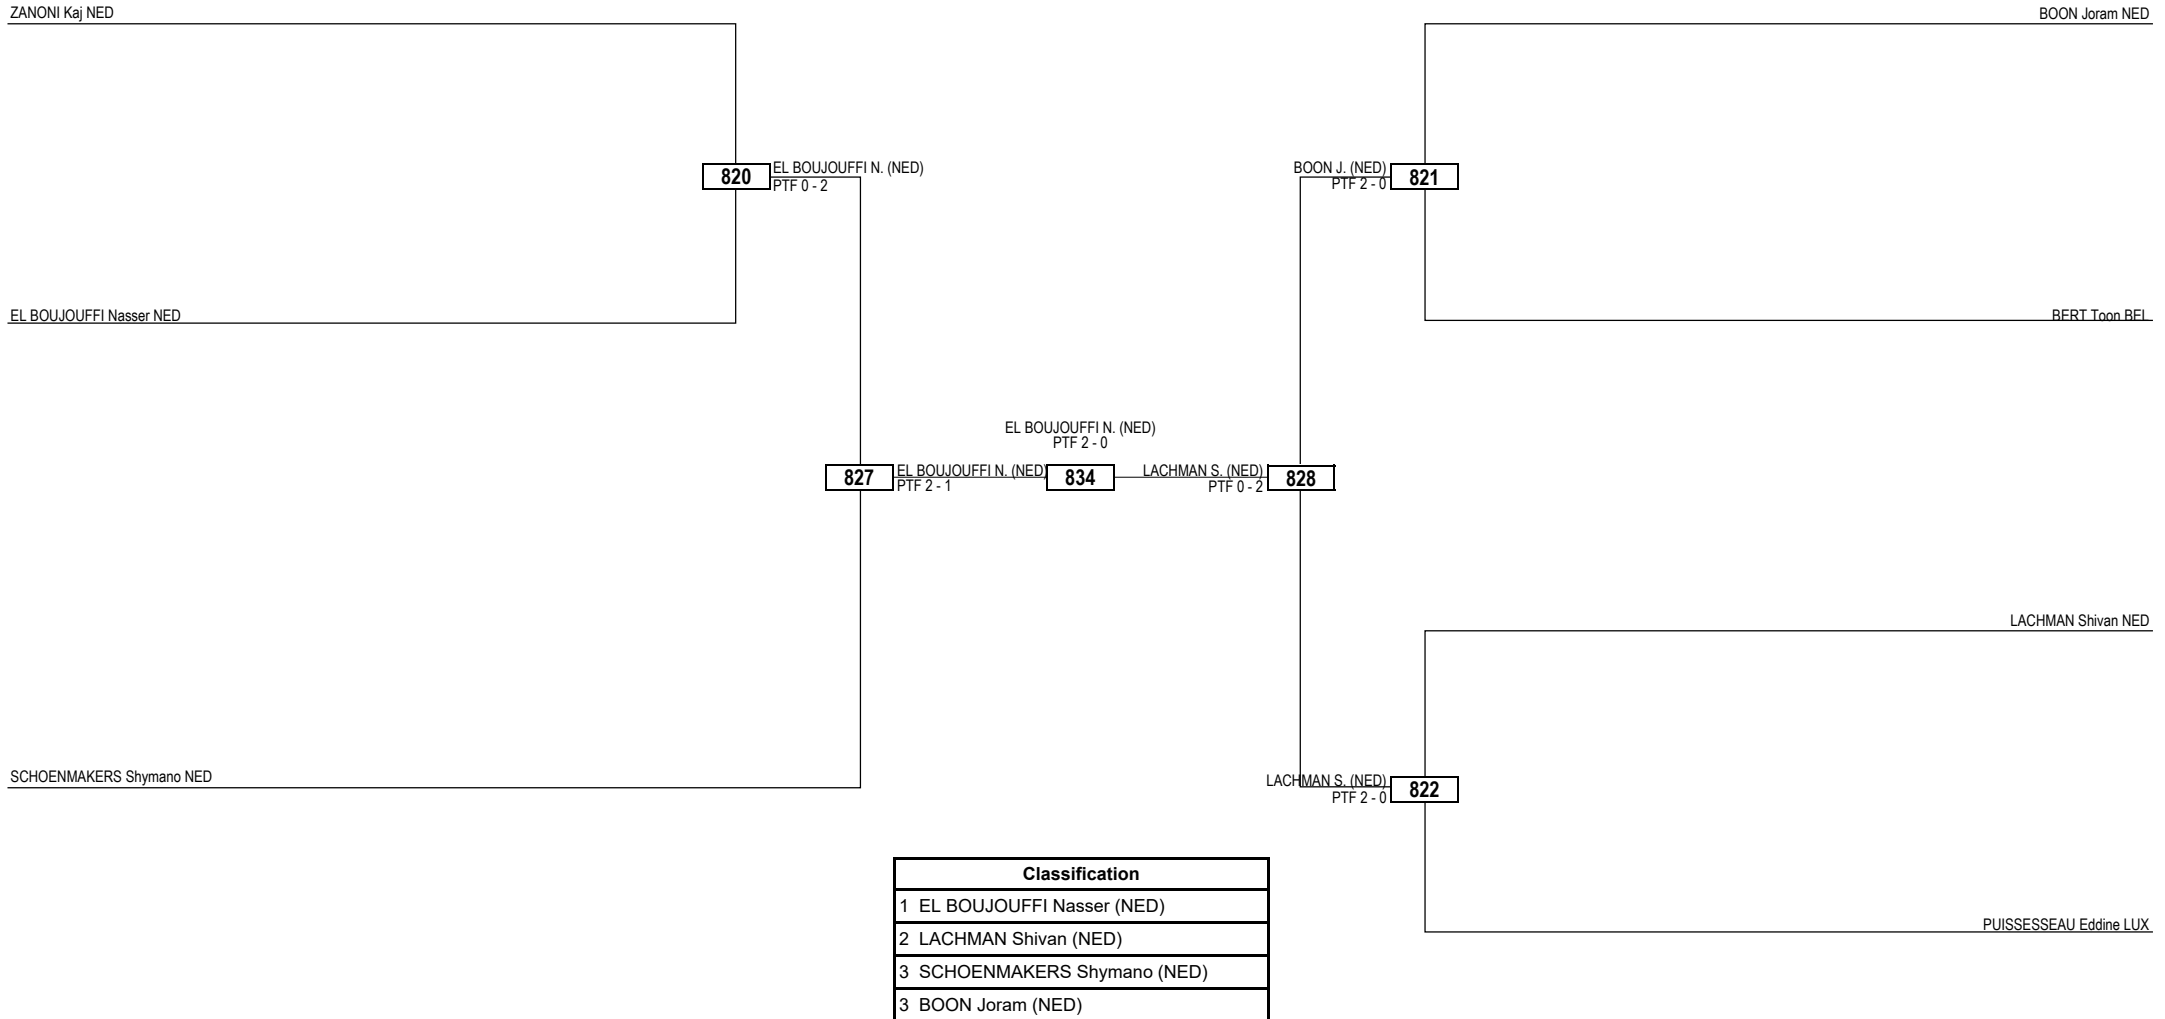 ZANONI Kaj NED
BOON Joram NED
820
EL BOUJOUFFI N. (NED)
PTF 0 - 2
BOON J. (NED)
PTF 2 - 0
821
EL BOUJOUFFI Nasser NED
BERT Toon BEL
EL BOUJOUFFI N. (NED)
PTF 2 - 0
827
EL BOUJOUFFI N. (NED)
PTF 2 - 1
834
LACHMAN S. (NED)
PTF 0 - 2
828
LACHMAN Shivan NED
SCHOENMAKERS Shymano NED
LACHMAN S. (NED)
PTF 2 - 0
822
PUISSESSEAU Eddine LUX
Classification
1 EL BOUJOUFFI Nasser (NED)
2 LACHMAN Shivan (NED)
3 SCHOENMAKERS Shymano (NED)
3 BOON Joram (NED)